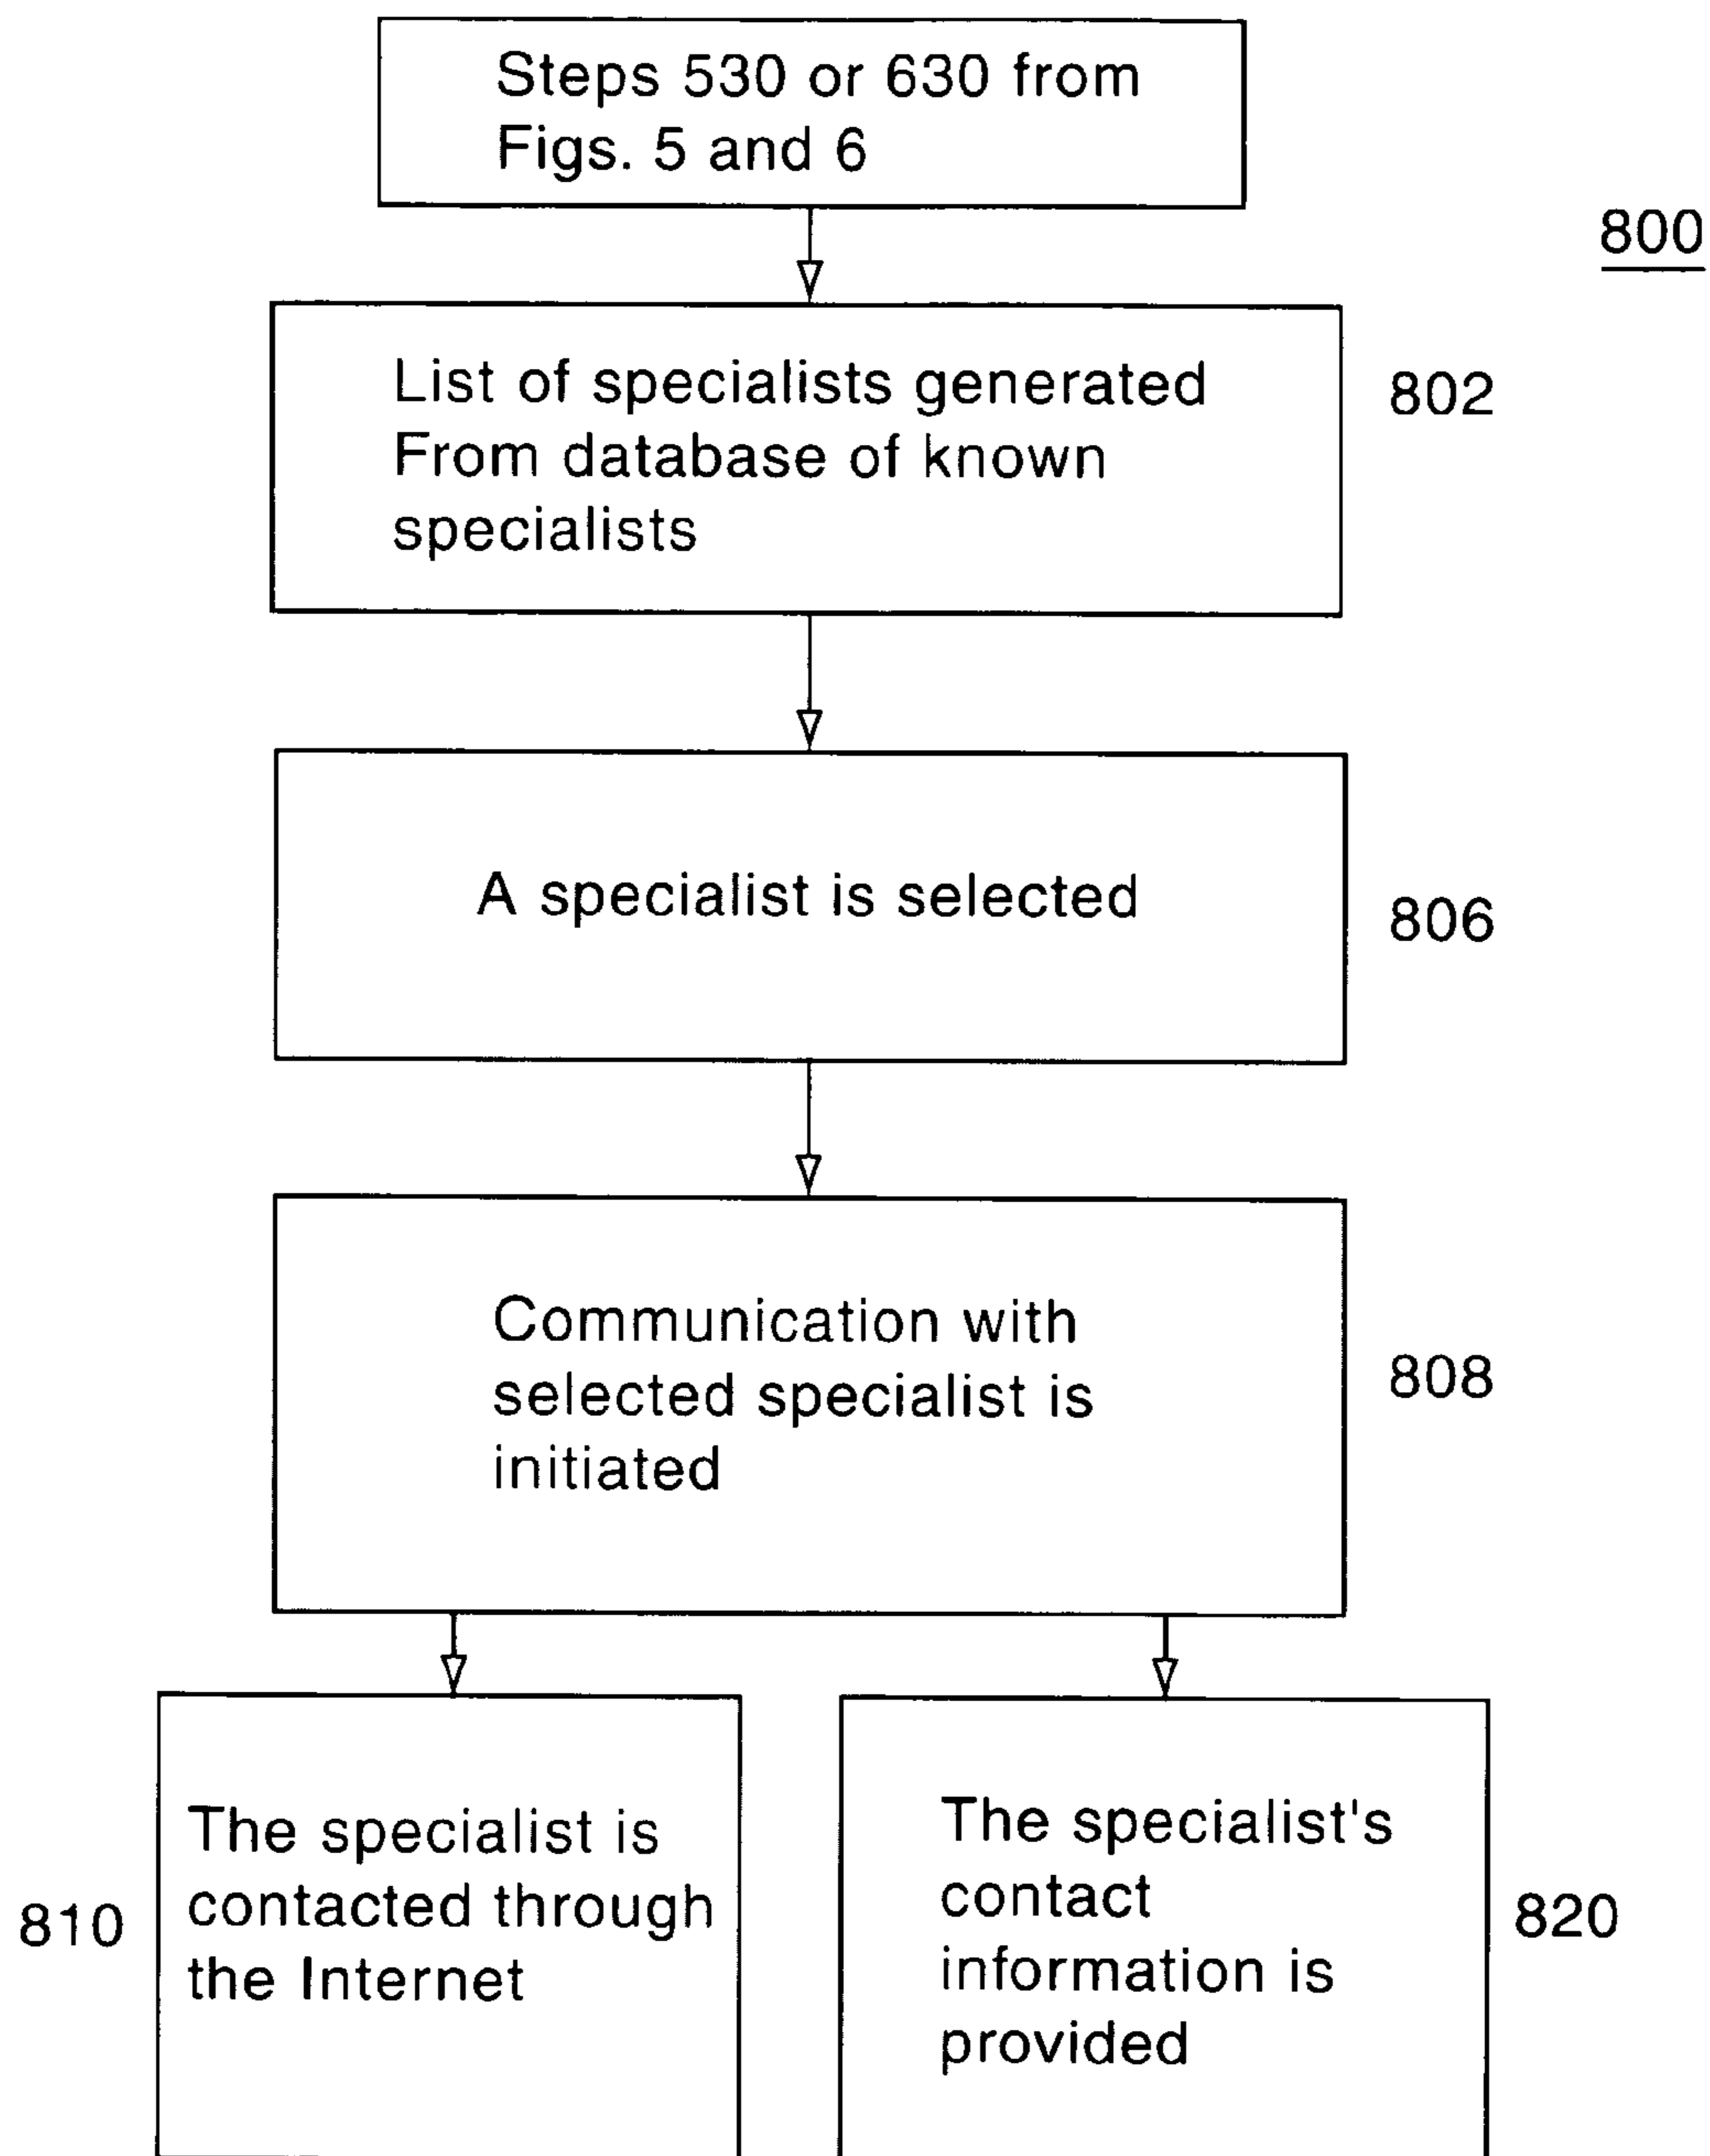 Steps 530 or 630 from
Figs. 5 and 6
800
List of specialists generated
From database of known
specialists
802
A specialist is selected
806
Communication with
selected specialist is
initiated
808
The specialist is
contacted through
the Internet
810
The specialist's
contact
information is
provided
820